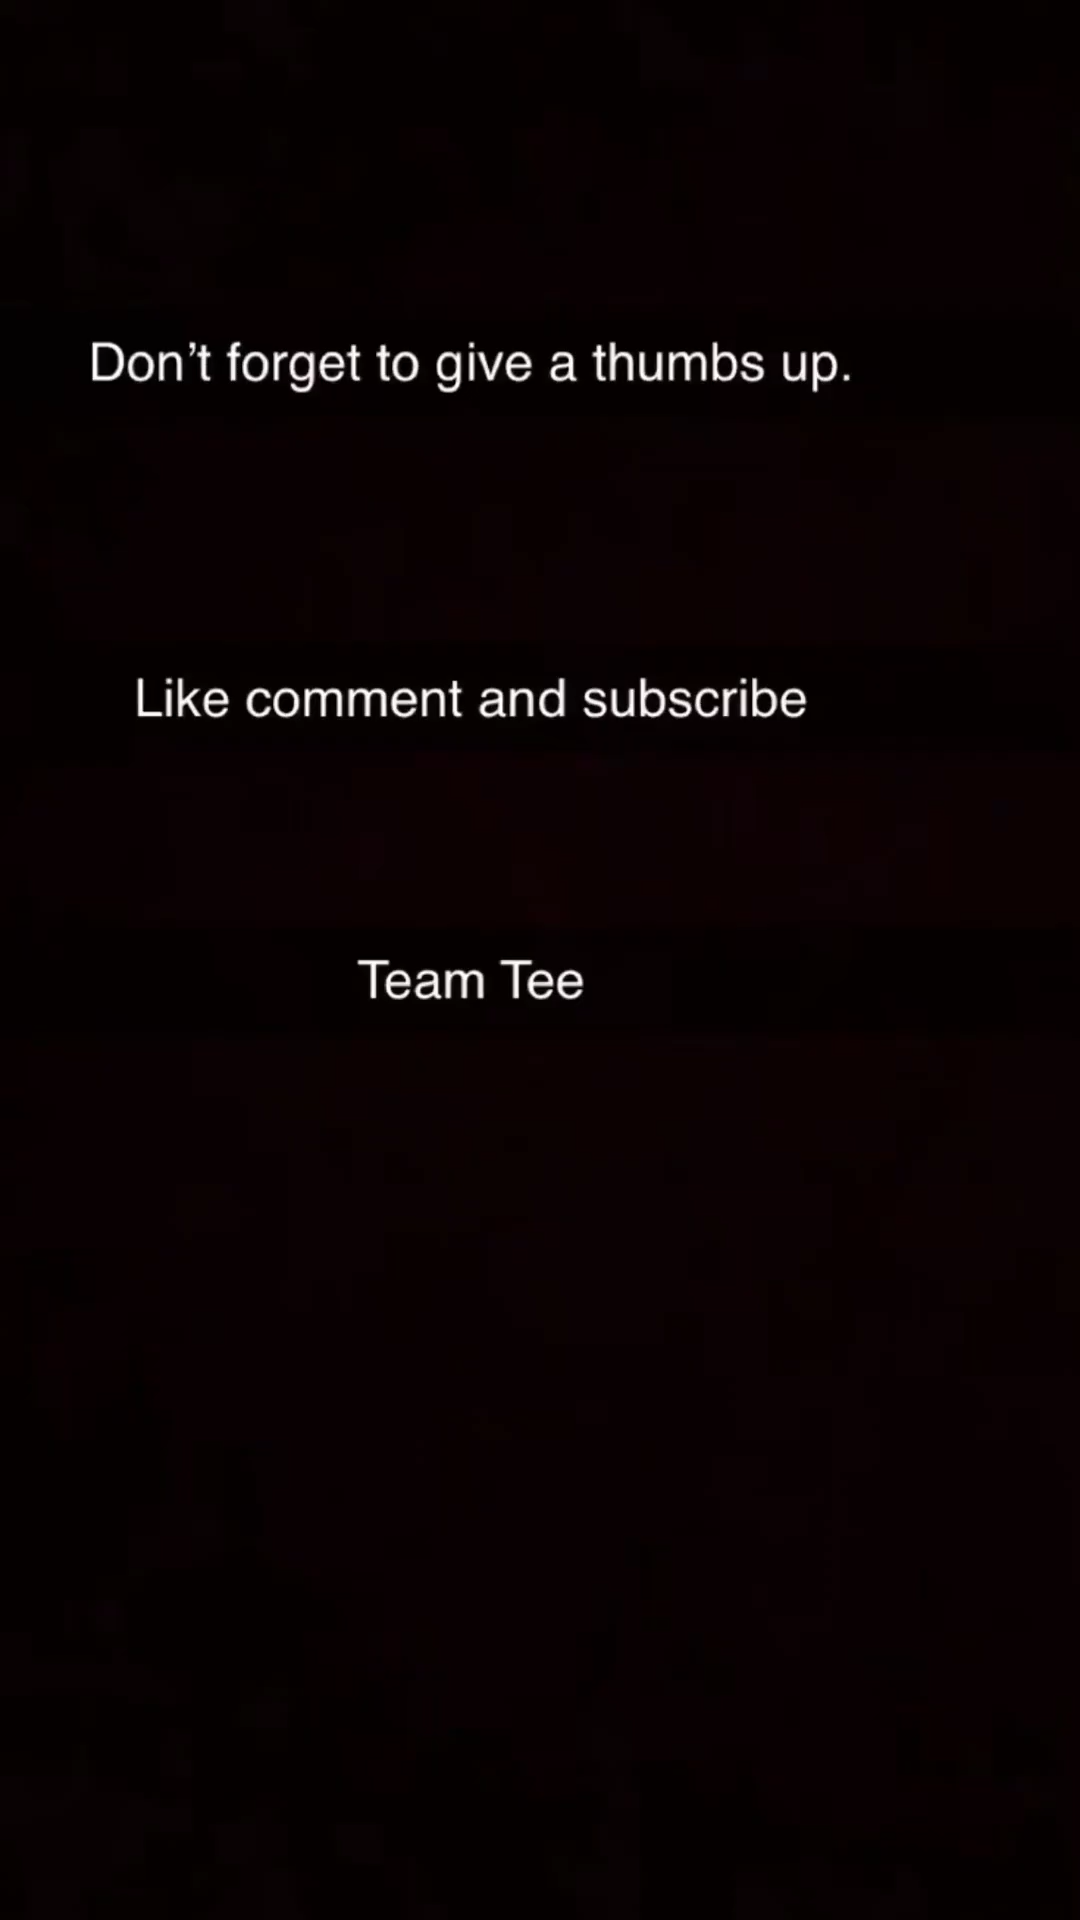 Don’t forget to give a thumbs up.
Like comment and subscribe
Team Tee